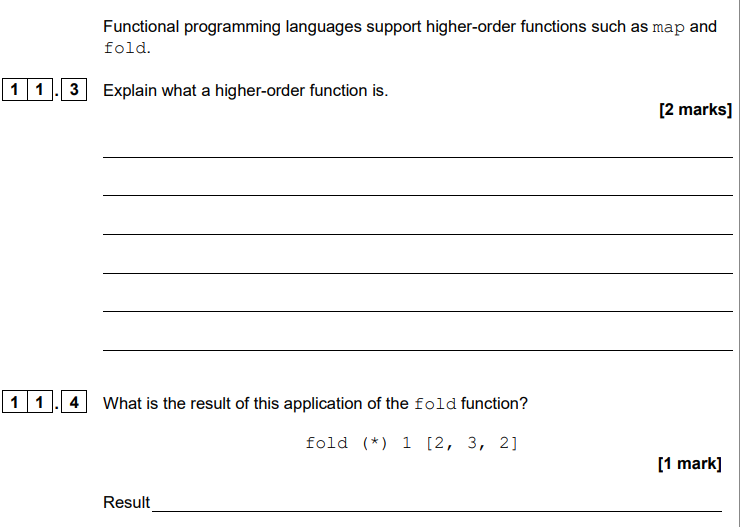 Functional programming languages support higher-order functions such as map and
fold.
1 1 . 3 Explain what a higher-order function is.
[2 marks]
1 1 . 4 What is the result of this application of the fold function?
fold (*) 1 [2, 3, 2]
[1 mark]
Result